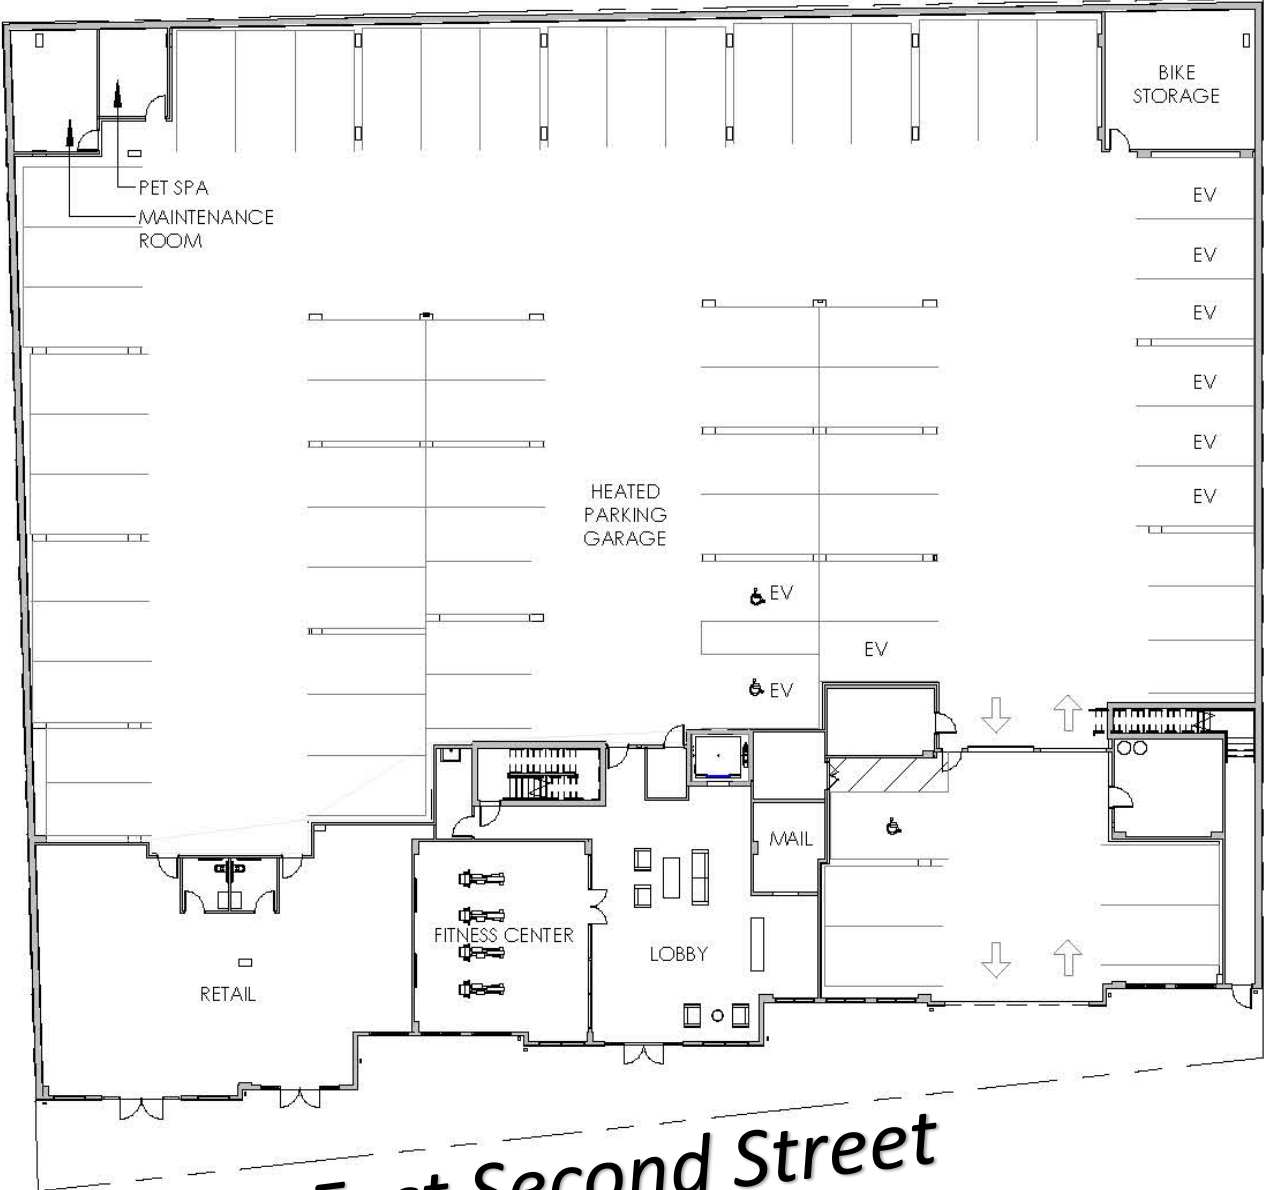 BIKE
STORAGE
PET SPA
MAINTENANCE
ROOM
EV
EV
EV
EV
EV
EV
HEATED
PARKING
GARAGE
EV
EV
EV
MAIL
FITNESS CENTER
LOBBY
RETAIL
East Second Street